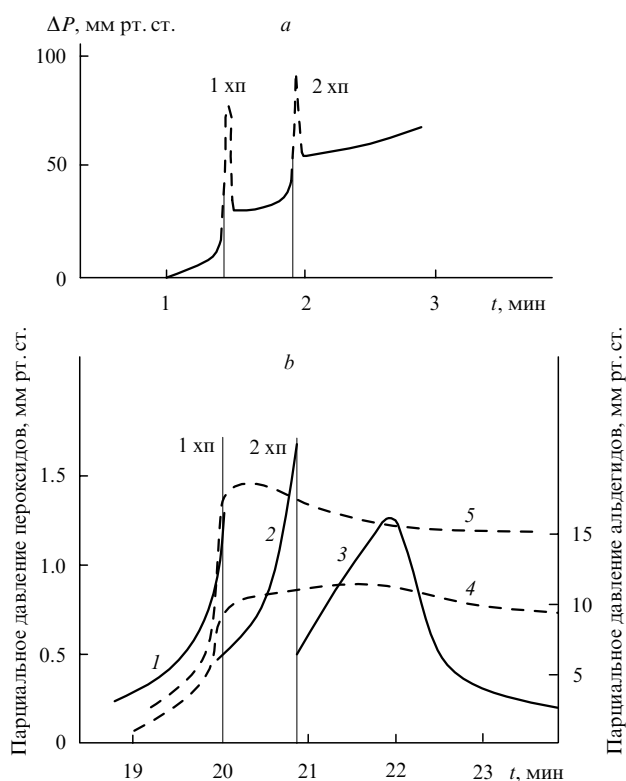 ΔP, мм рт. ст.
a
100
1 хп
2 хп
50
0
1
2
3
t, мин
Парциальное давление пероксидов, мм рт. ст.
Парциальное давление альдегидов, мм рт. ст.
b
1 хп
2 хп
1.5
5
2
15
1.0
3
4
10
1
0.5
5
0
19
20
21
22
23
t, мин